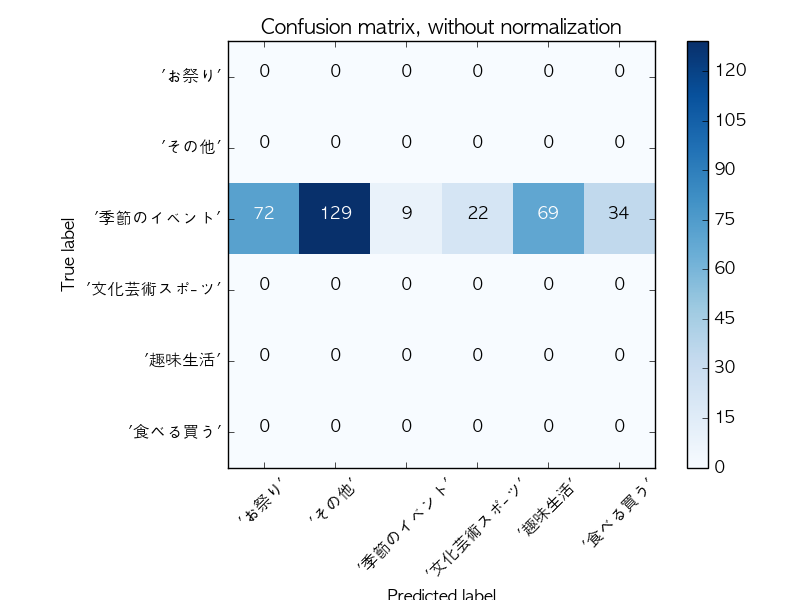 Confusion matrix, without normalization
'お祭り' 0 0 0 0 0 0
'その他' 0 0 0 0 0 0
'季節のイベント' 72 129 9 22 69 34
'文化芸術スポーツ' 0 0 0 0 0 0
'趣味生活' 0 0 0 0 0 0
'食べる買う' 0 0 0 0 0 0
True label
'お祭り' 'その他' '季節のイベント' '文化芸術スポーツ' '趣味生活' '食べる買う'
Predicted label
120
105
90
75
60
45
30
15
0